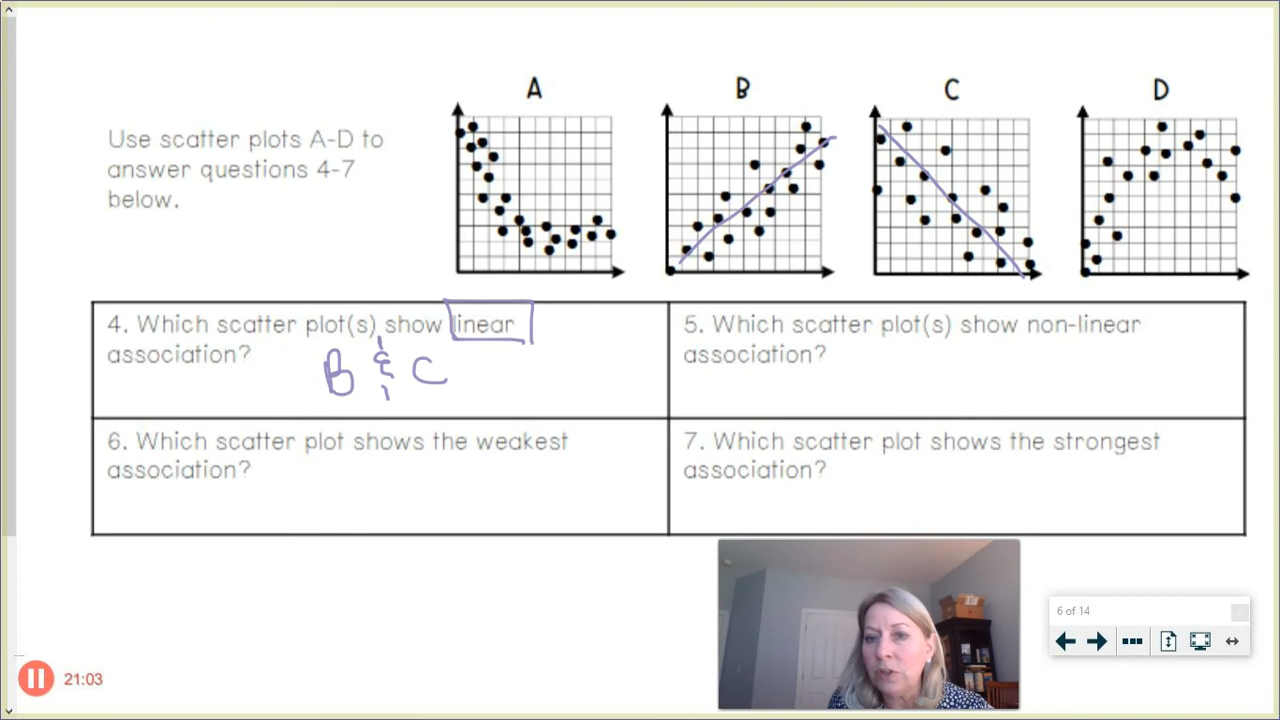 A B C D
Use scatter plots A-D to
answer questions 4-7
below.
4. Which scatter plot(s) show linear
association?
B & C
5. Which scatter plot(s) show non-linear
association?
6. Which scatter plot shows the weakest
association?
7. Which scatter plot shows the strongest
association?
6 of 14
21:03